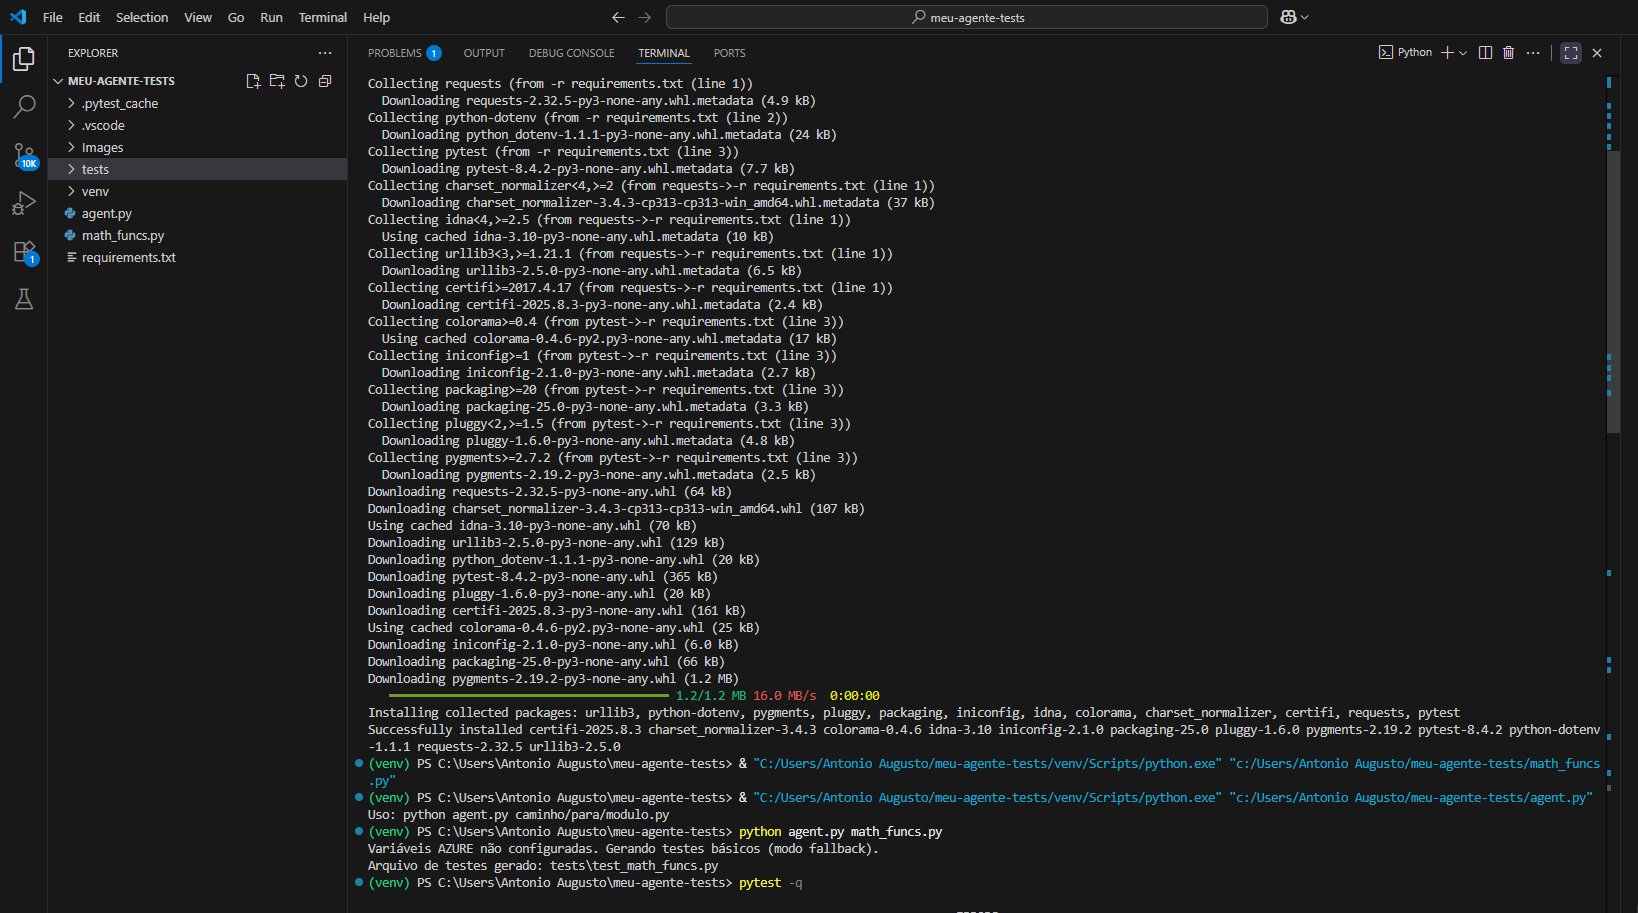 File Edit Selection View Go Run Terminal Help
meu-agente-tests
EXPLORER
MEU-AGENTE-TESTS
.pytest_cache
.vscode
Images
tests
venv
agent.py
math_funcs.py
requirements.txt
10K
1
PROBLEMS 1 OUTPUT DEBUG CONSOLE TERMINAL PORTS
Python
Collecting requests (from -r requirements.txt (line 1))
Downloading requests-2.32.5-py3-none-any.whl.metadata (4.9 kB)
Collecting python-dotenv (from -r requirements.txt (line 2))
Downloading python_dotenv-1.1.1-py3-none-any.whl.metadata (24 kB)
Collecting pytest (from -r requirements.txt (line 3))
Downloading pytest-8.4.2-py3-none-any.whl.metadata (7.7 kB)
Collecting charset_normalizer<4,>=2 (from requests->-r requirements.txt (line 1))
Downloading charset_normalizer-3.4.3-cp313-cp313-win_amd64.whl.metadata (37 kB)
Collecting idna<4,>=2.5 (from requests->-r requirements.txt (line 1))
Using cached idna-3.10-py3-none-any.whl.metadata (10 kB)
Collecting urllib3<3,>=1.21.1 (from requests->-r requirements.txt (line 1))
Downloading urllib3-2.5.0-py3-none-any.whl.metadata (6.5 kB)
Collecting certifi>=2017.4.17 (from requests->-r requirements.txt (line 1))
Downloading certifi-2025.8.3-py3-none-any.whl.metadata (2.4 kB)
Collecting colorama>=0.4 (from pytest->-r requirements.txt (line 3))
Using cached colorama-0.4.6-py2.py3-none-any.whl.metadata (17 kB)
Collecting iniconfig>=1 (from pytest->-r requirements.txt (line 3))
Downloading iniconfig-2.1.0-py3-none-any.whl.metadata (2.7 kB)
Collecting packaging>=20 (from pytest->-r requirements.txt (line 3))
Downloading packaging-25.0-py3-none-any.whl.metadata (3.3 kB)
Collecting pluggy<2,>=1.5 (from pytest->-r requirements.txt (line 3))
Downloading pluggy-1.6.0-py3-none-any.whl.metadata (4.8 kB)
Collecting pygments>=2.7.2 (from pytest->-r requirements.txt (line 3))
Downloading pygments-2.19.2-py3-none-any.whl.metadata (2.5 kB)
Downloading requests-2.32.5-py3-none-any.whl (64 kB)
Downloading charset_normalizer-3.4.3-cp313-cp313-win_amd64.whl (107 kB)
Using cached idna-3.10-py3-none-any.whl (70 kB)
Downloading urllib3-2.5.0-py3-none-any.whl (129 kB)
Downloading python_dotenv-1.1.1-py3-none-any.whl (20 kB)
Downloading pytest-8.4.2-py3-none-any.whl (365 kB)
Downloading pluggy-1.6.0-py3-none-any.whl (20 kB)
Downloading certifi-2025.8.3-py3-none-any.whl (161 kB)
Using cached colorama-0.4.6-py2.py3-none-any.whl (25 kB)
Downloading iniconfig-2.1.0-py3-none-any.whl (6.0 kB)
Downloading packaging-25.0-py3-none-any.whl (66 kB)
Downloading pygments-2.19.2-py3-none-any.whl (1.2 MB)
1.2/1.2 MB 16.0 MB/s 0:00:00
Installing collected packages: urllib3, python-dotenv, pygments, pluggy, packaging, iniconfig, idna, colorama, charset_normalizer, certifi, requests, pytest
Successfully installed certifi-2025.8.3 charset_normalizer-3.4.3 colorama-0.4.6 idna-3.10 iniconfig-2.1.0 packaging-25.0 pluggy-1.6.0 pygments-2.19.2 pytest-8.4.2 python-dotenv
-1.1.1 requests-2.32.5 urllib3-2.5.0
(venv) PS C:\Users\Antonio Augusto\meu-agente-tests> & "C:/Users/Antonio Augusto/meu-agente-tests/venv/Scripts/python.exe" "c:/Users/Antonio Augusto/meu-agente-tests/math_funcs
.py"
(venv) PS C:\Users\Antonio Augusto\meu-agente-tests> & "C:/Users/Antonio Augusto/meu-agente-tests/venv/Scripts/python.exe" "c:/Users/Antonio Augusto/meu-agente-tests/agent.py"
Uso: python agent.py caminho/para/modulo.py
(venv) PS C:\Users\Antonio Augusto\meu-agente-tests> python agent.py math_funcs.py
Variáveis AZURE não configuradas. Gerando testes básicos (modo fallback).
Arquivo de testes gerado: tests\test_math_funcs.py
(venv) PS C:\Users\Antonio Augusto\meu-agente-tests> pytest -q